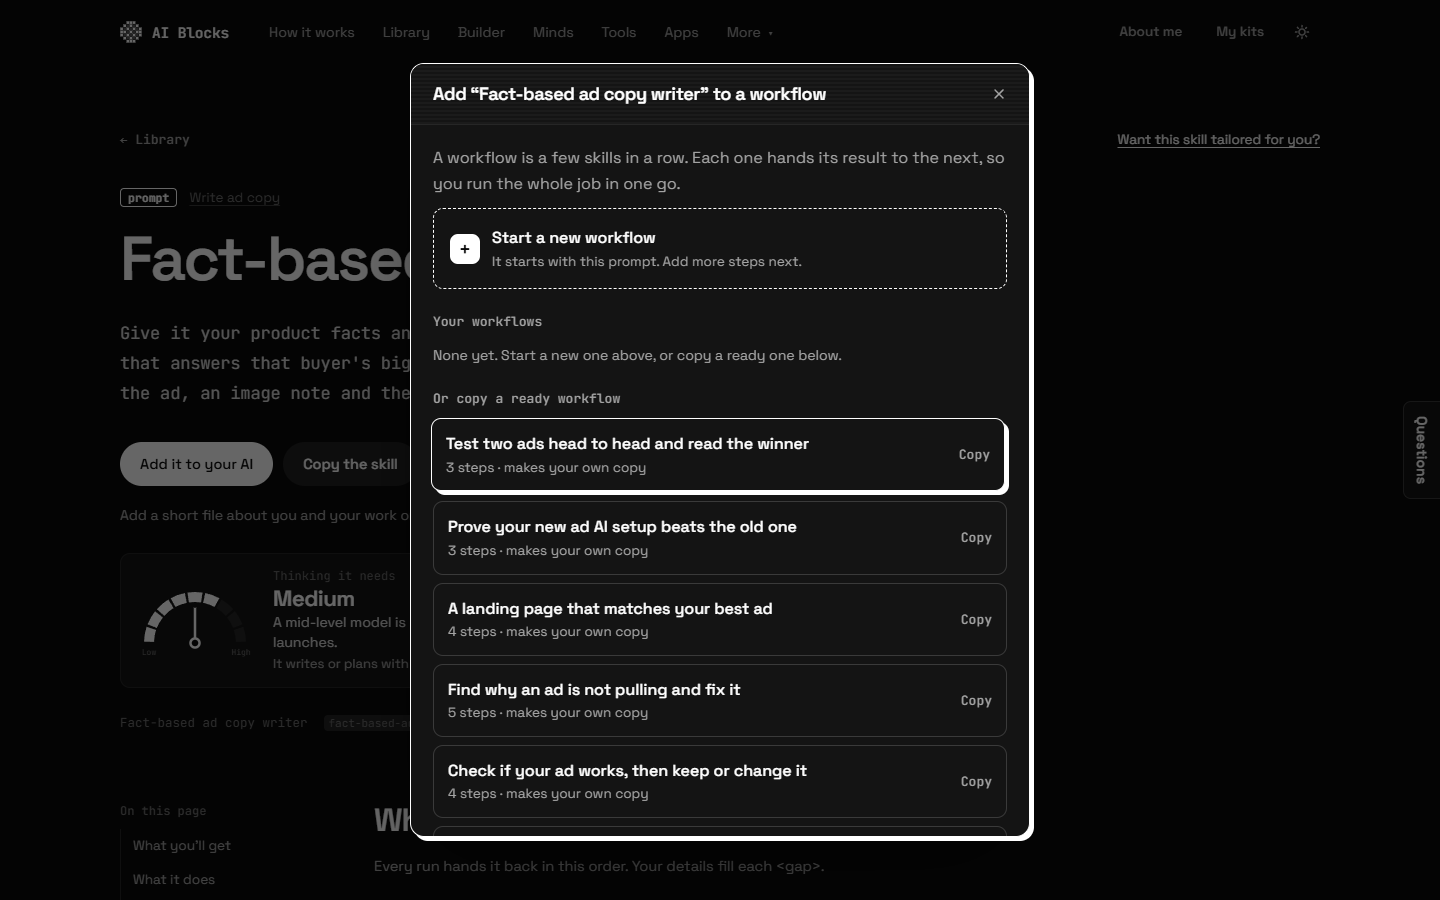 AI Blocks
How it works
Library
Builder
Minds
Tools
Apps
More
About me
My kits
← Library
Want this skill tailored for you?
prompt
Write ad copy
Fact-based
Give it your product facts an
that answers that buyer's big
the ad, an image note and the
Add it to your AI
Copy the skill
Add a short file about you and your work o
Thinking it needs
Medium
A mid-level model is
launches.
It writes or plans with
Low
High
Fact-based ad copy writer
fact-based-a
On this page
What you'll get
What it does
Wh
Every run hands it back in this order. Your details fill each <gap>.
Questions
Add “Fact-based ad copy writer” to a workflow
×
A workflow is a few skills in a row. Each one hands its result to the next, so
you run the whole job in one go.
+
Start a new workflow
It starts with this prompt. Add more steps next.
Your workflows
None yet. Start a new one above, or copy a ready one below.
Or copy a ready workflow
Test two ads head to head and read the winner
3 steps · makes your own copy
Copy
Prove your new ad AI setup beats the old one
3 steps · makes your own copy
Copy
A landing page that matches your best ad
4 steps · makes your own copy
Copy
Find why an ad is not pulling and fix it
5 steps · makes your own copy
Copy
Check if your ad works, then keep or change it
4 steps · makes your own copy
Copy